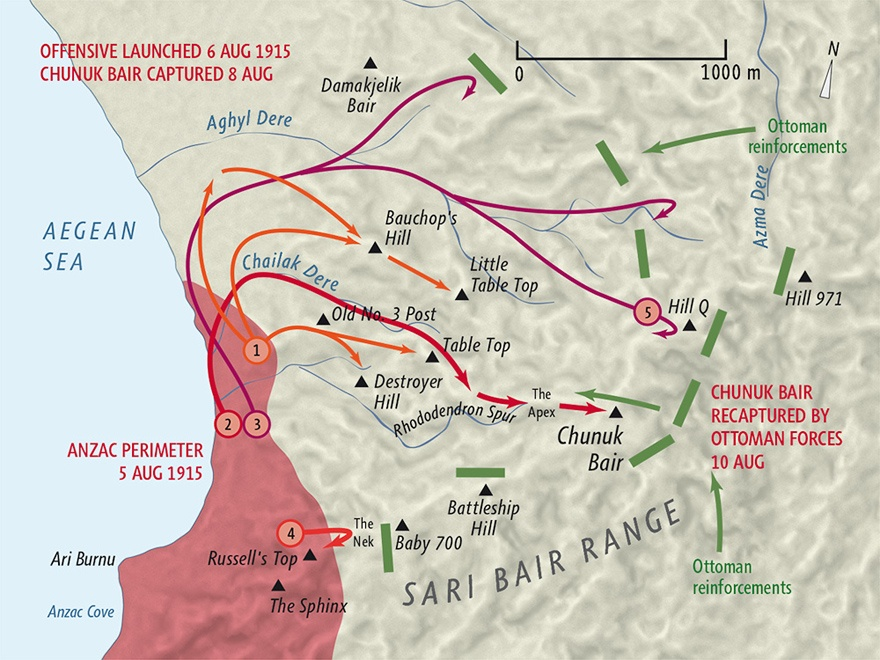 OFFENSIVE LAUNCHED 6 AUG 1915
CHUNUK BAIR CAPTURED 8 AUG
0
1000 m
N
Damakjelik
Bair
Aghyl Dere
Ottoman
reinforcements
AEGEAN
SEA
Azma Dere
Bauchop's
Hill
Chailak Dere
Little
Table Top
Hill 971
Old No. 3 Post
5
Hill Q
1
Table Top
Destroyer
Hill
Rhododendron Spur
The
Apex
Chunuk
Bair
CHUNUK BAIR
RECAPTURED BY
OTTOMAN FORCES
10 AUG
2
3
ANZAC PERIMETER
5 AUG 1915
Battleship
Hill
4
The
Nek
Baby 700
SARI BAIR RANGE
Ari Burnu
Russell's Top
Ottoman
reinforcements
Anzac Cove
The Sphinx